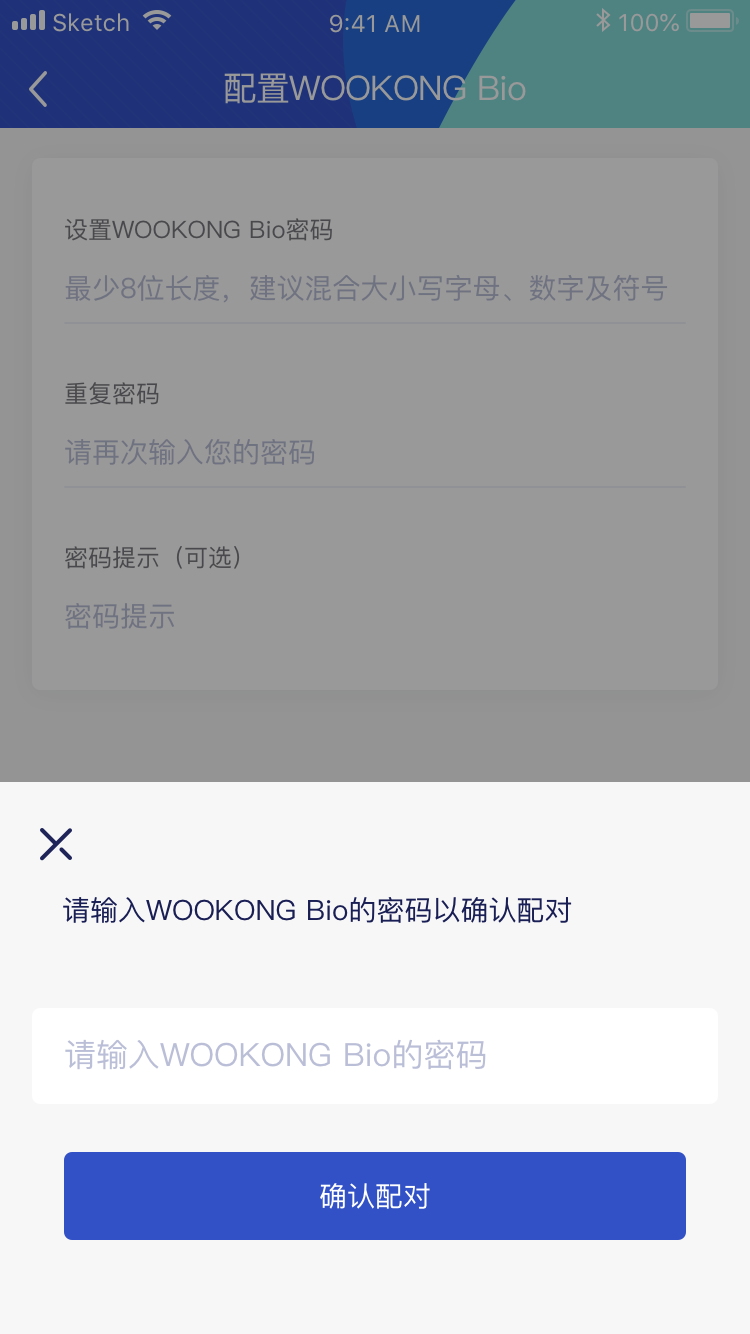 Sketch 9:41 AM 100%
配置WOOKONG Bio
设置WOOKONG Bio密码
最少8位长度，建议混合大小写字母、数字及符号
重复密码
请再次输入您的密码
密码提示（可选）
密码提示
请输入WOOKONG Bio的密码以确认配对
请输入WOOKONG Bio的密码
确认配对